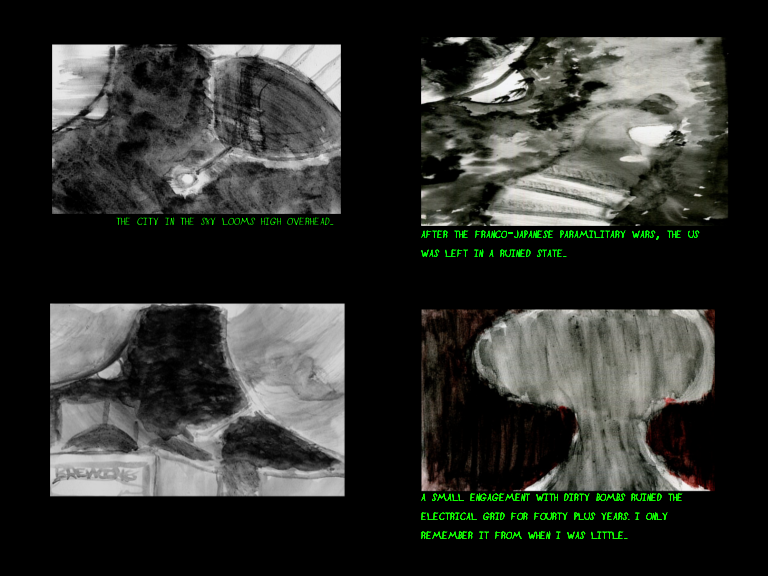 THE CITY IN THE SKY LOOMS HIGH OVERHEAD...
AFTER THE FRANCO-JAPANESE PARAMILITARY WARS, THE US
WAS LEFT IN A RUINED STATE...
A SMALL ENGAGEMENT WITH DIRTY BOMBS RUINED THE
ELECTRICAL GRID FOR FOURTY PLUS YEARS. I ONLY
REMEMBER IT FROM WHEN I WAS LITTLE...